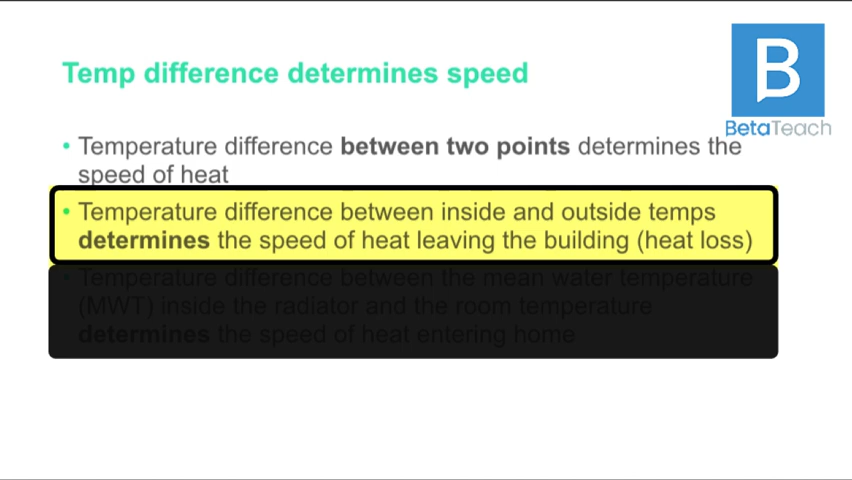 Temp difference determines speed
B
BetaTeach
• Temperature difference between two points determines the
speed of heat
• Temperature difference between inside and outside temps
determines the speed of heat leaving the building (heat loss)
• Temperature difference between the mean water temperature
(MWT) inside the radiator and the room temperature
determines the speed of heat entering home